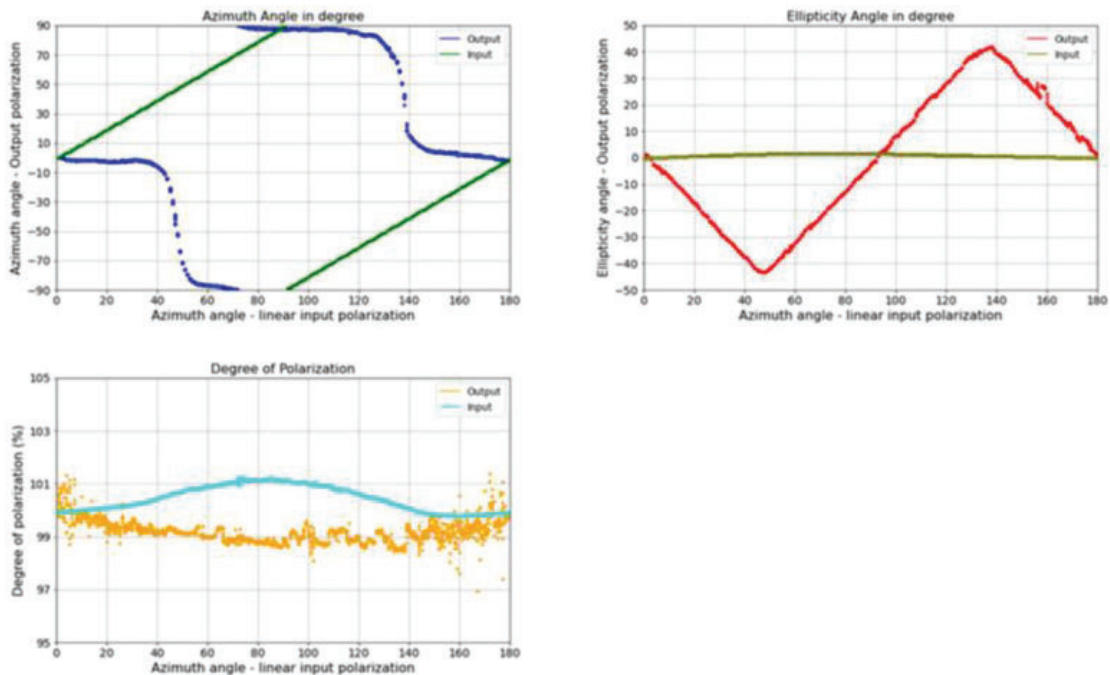 Azimuth Angle in degree
90
70
50
30
10
−10
−30
−50
−70
−90
Azimuth angle - Output polarization
Output
Input
0 20 40 60 80 100 120 140 160 180
Azimuth angle - linear input polarization
Ellipticity Angle in degree
50
40
30
20
10
0
−10
−20
−30
−40
−50
Ellipticity angle - Output polarization
Output
Input
0 20 40 60 80 100 120 140 160 180
Azimuth angle - linear input polarization
Degree of Polarization
105
103
101
99
97
95
Degree of polarization (%)
Output
Input
0 20 40 60 80 100 120 140 160 180
Azimuth angle - linear input polarization